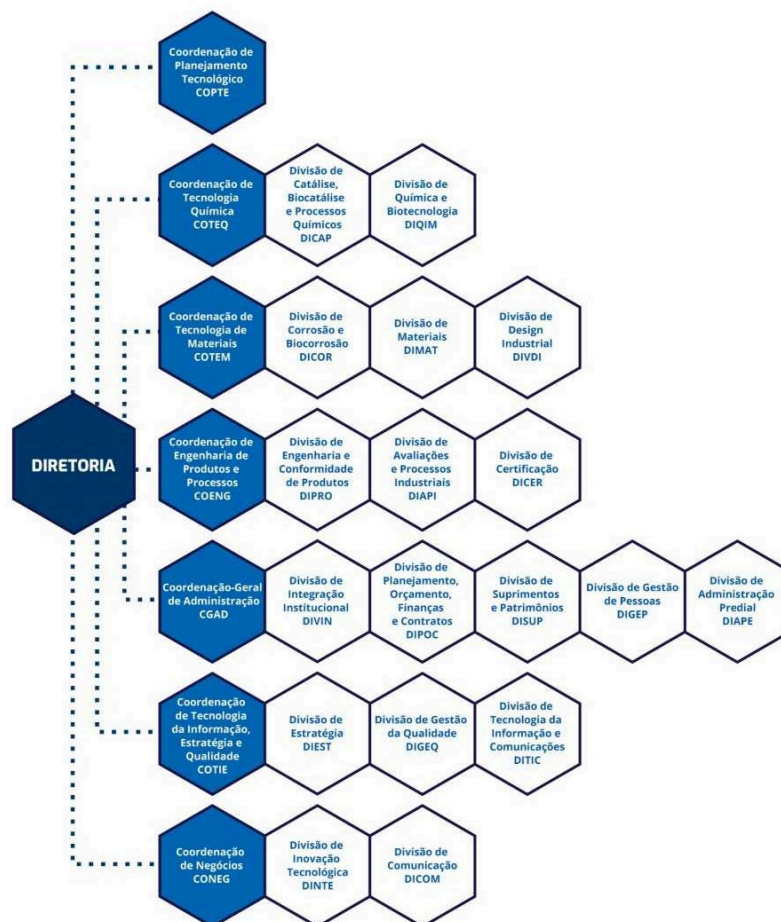 Coordenação de
Planejamento
Tecnológico
COPTE
Coordenação de
Tecnologia
Química
COTEQ
Divisão de
Catálise,
Biocatálise
e Processos
Químicos
DICAP
Divisão de
Química e
Biotecnologia
DIQIM
Coordenação de
Tecnologia de
Materiais
COTEM
Divisão de
Corrosão e
Biocorrosão
DICOR
Divisão de
Materiais
DIMAT
Divisão de
Design
Industrial
DIVDI
DIRETORIA
Coordenação de
Engenharia de
Produtos e
Processos
COENG
Divisão de
Engenharia e
Conformidade
de Produtos
DIPRO
Divisão de
Avaliações
e Processos
Industriais
DIAPI
Divisão de
Certificação
DICER
Coordenação-Geral
de Administração
CGAD
Divisão de
Integração
Institucional
DIVIN
Divisão de
Planejamento,
Orçamento,
Finanças
e Contratos
DIPOC
Divisão de
Suprimentos
e Patrimônios
DISUP
Divisão de Gestão
de Pessoas
DIGEP
Divisão de
Administração
Predial
DIAPE
Coordenação
de Tecnologia
da Informação,
Estratégia e
Qualidade
COTIE
Divisão de
Estratégia
DIEST
Divisão de Gestão
da Qualidade
DIGEQ
Divisão de
Tecnologia da
Informação e
Comunicações
DITIC
Coordenação
de Negócios
CONEG
Divisão de
Inovação
Tecnológica
DINTE
Divisão de
Comunicação
DICOM